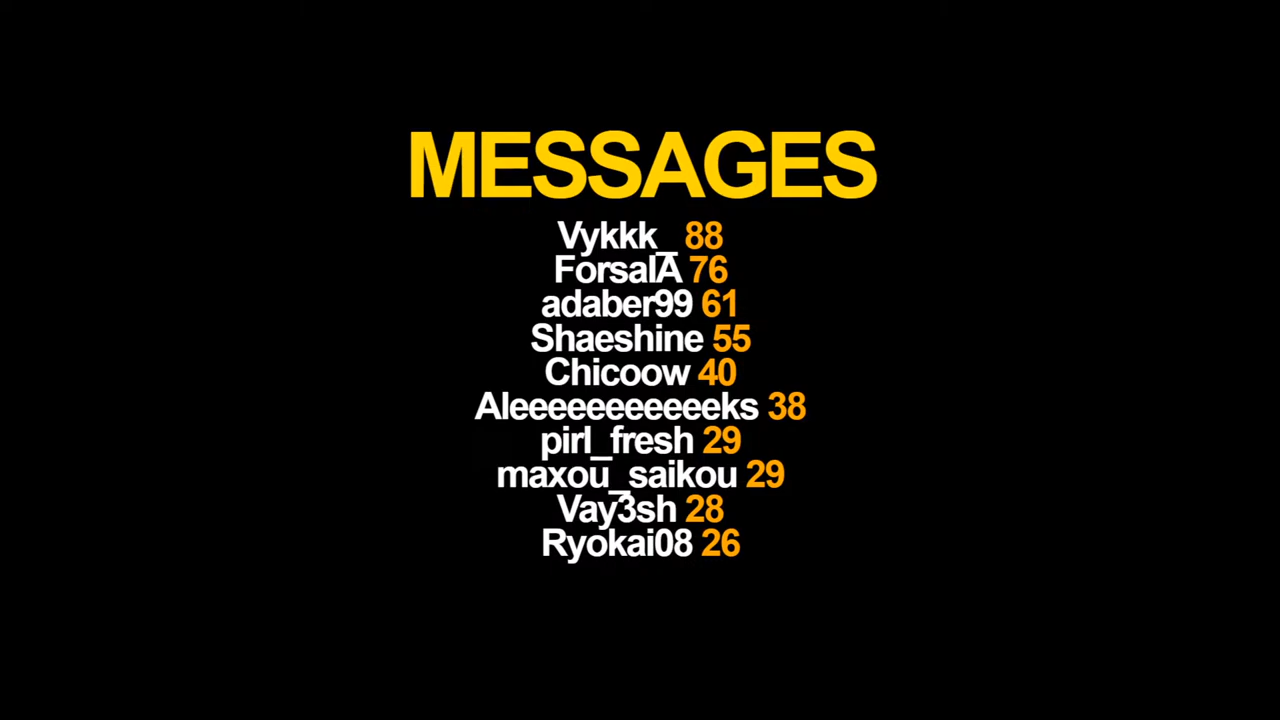 MESSAGES
Vykkk_ 88
ForsalA 76
adaber99 61
Shaeshine 55
Chicoow 40
Aleeeeeeeeeeeks 38
pirl_fresh 29
maxou_saikou 29
Vay3sh 28
Ryokai08 26